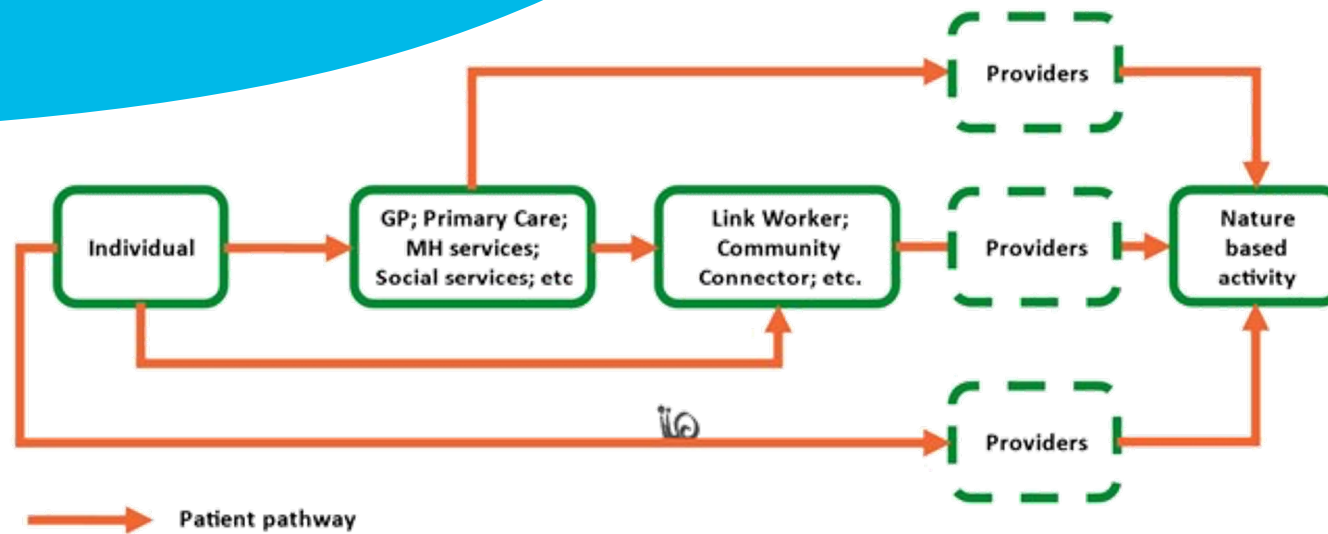 Providers
Individual
GP; Primary Care;
MH services;
Social services; etc
Link Worker;
Community
Connector; etc.
Providers
Nature
based
activity
Providers
Patient pathway